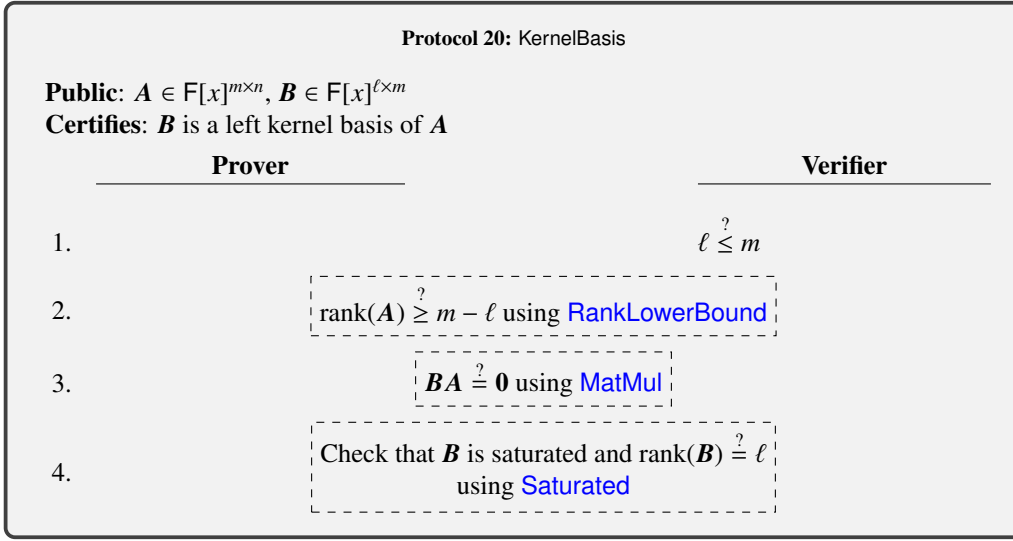 Protocol 20: KernelBasis
Public: A ∈ F[x]^{m×n}, B ∈ F[x]^{ℓ×m}
Certifies: B is a left kernel basis of A
Prover Verifier
1. ℓ ≤? m
2. rank(A) ≥? m − ℓ using RankLowerBound
3. BA =? 0 using MatMul
4. Check that B is saturated and rank(B) =? ℓ
using Saturated